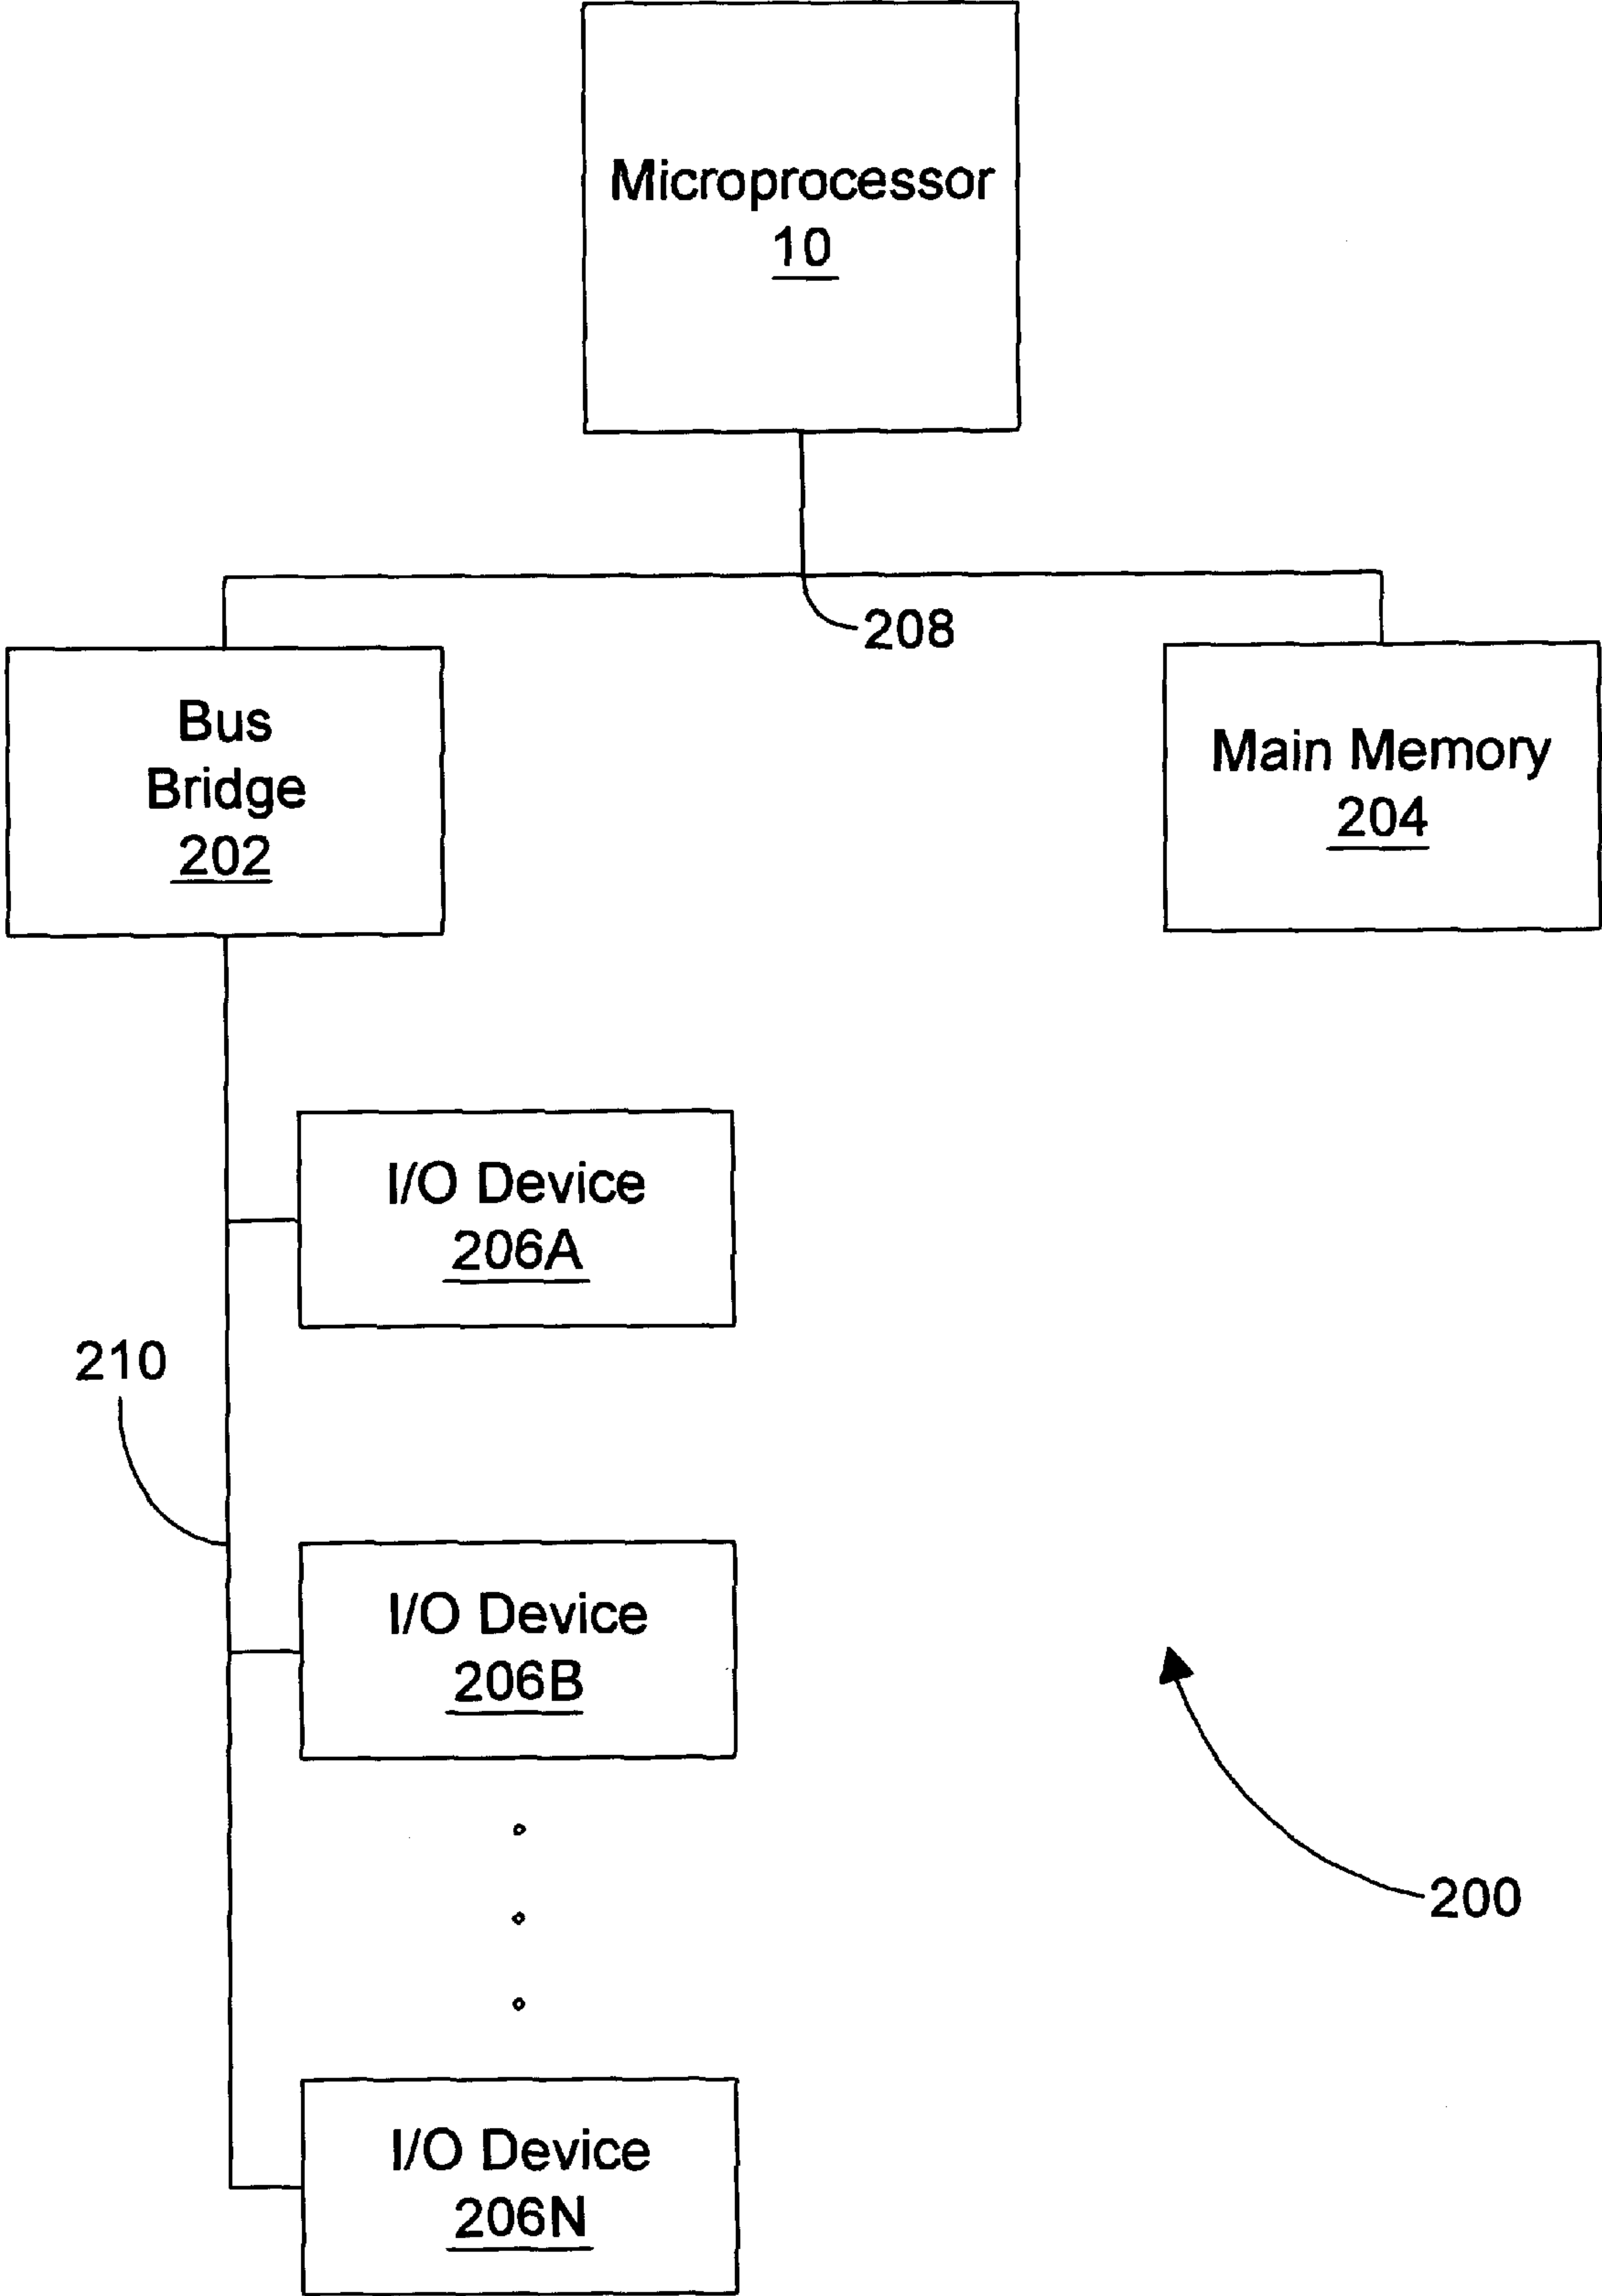 Microprocessor
10
208
Bus
Bridge
202
Main Memory
204
I/O Device
206A
210
I/O Device
206B
200
I/O Device
206N